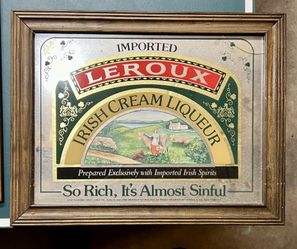 IMPORTED
LEROUX
IRISH CREAM LIQUEUR
Prepared Exclusively with Imported Irish Spirits
So Rich, It's Almost Sinful